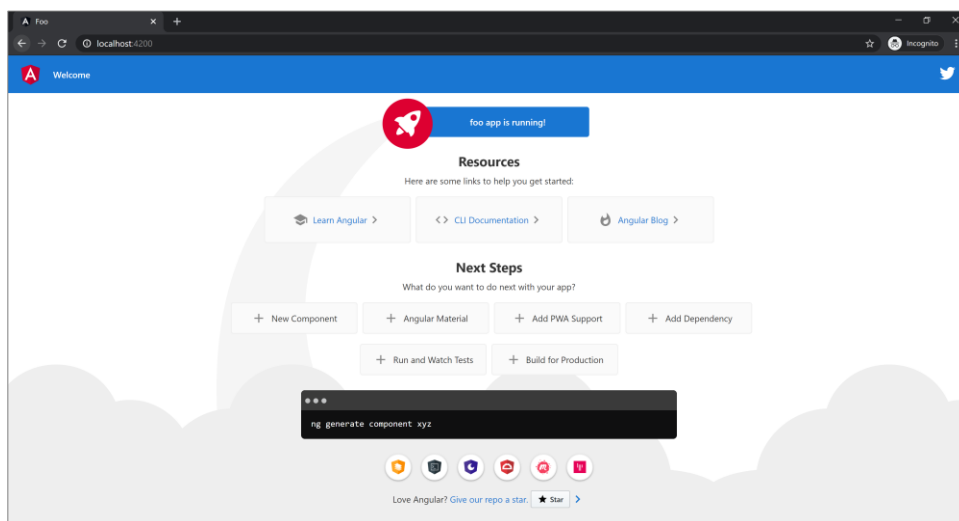 Foo
localhost:4200
Incognito
Welcome
foo app is running!
Resources
Here are some links to help you get started:
Learn Angular
CLI Documentation
Angular Blog
Next Steps
What do you want to do next with your app?
New Component
Angular Material
Add PWA Support
Add Dependency
Run and Watch Tests
Build for Production
ng generate component xyz
Love Angular? Give our repo a star. Star